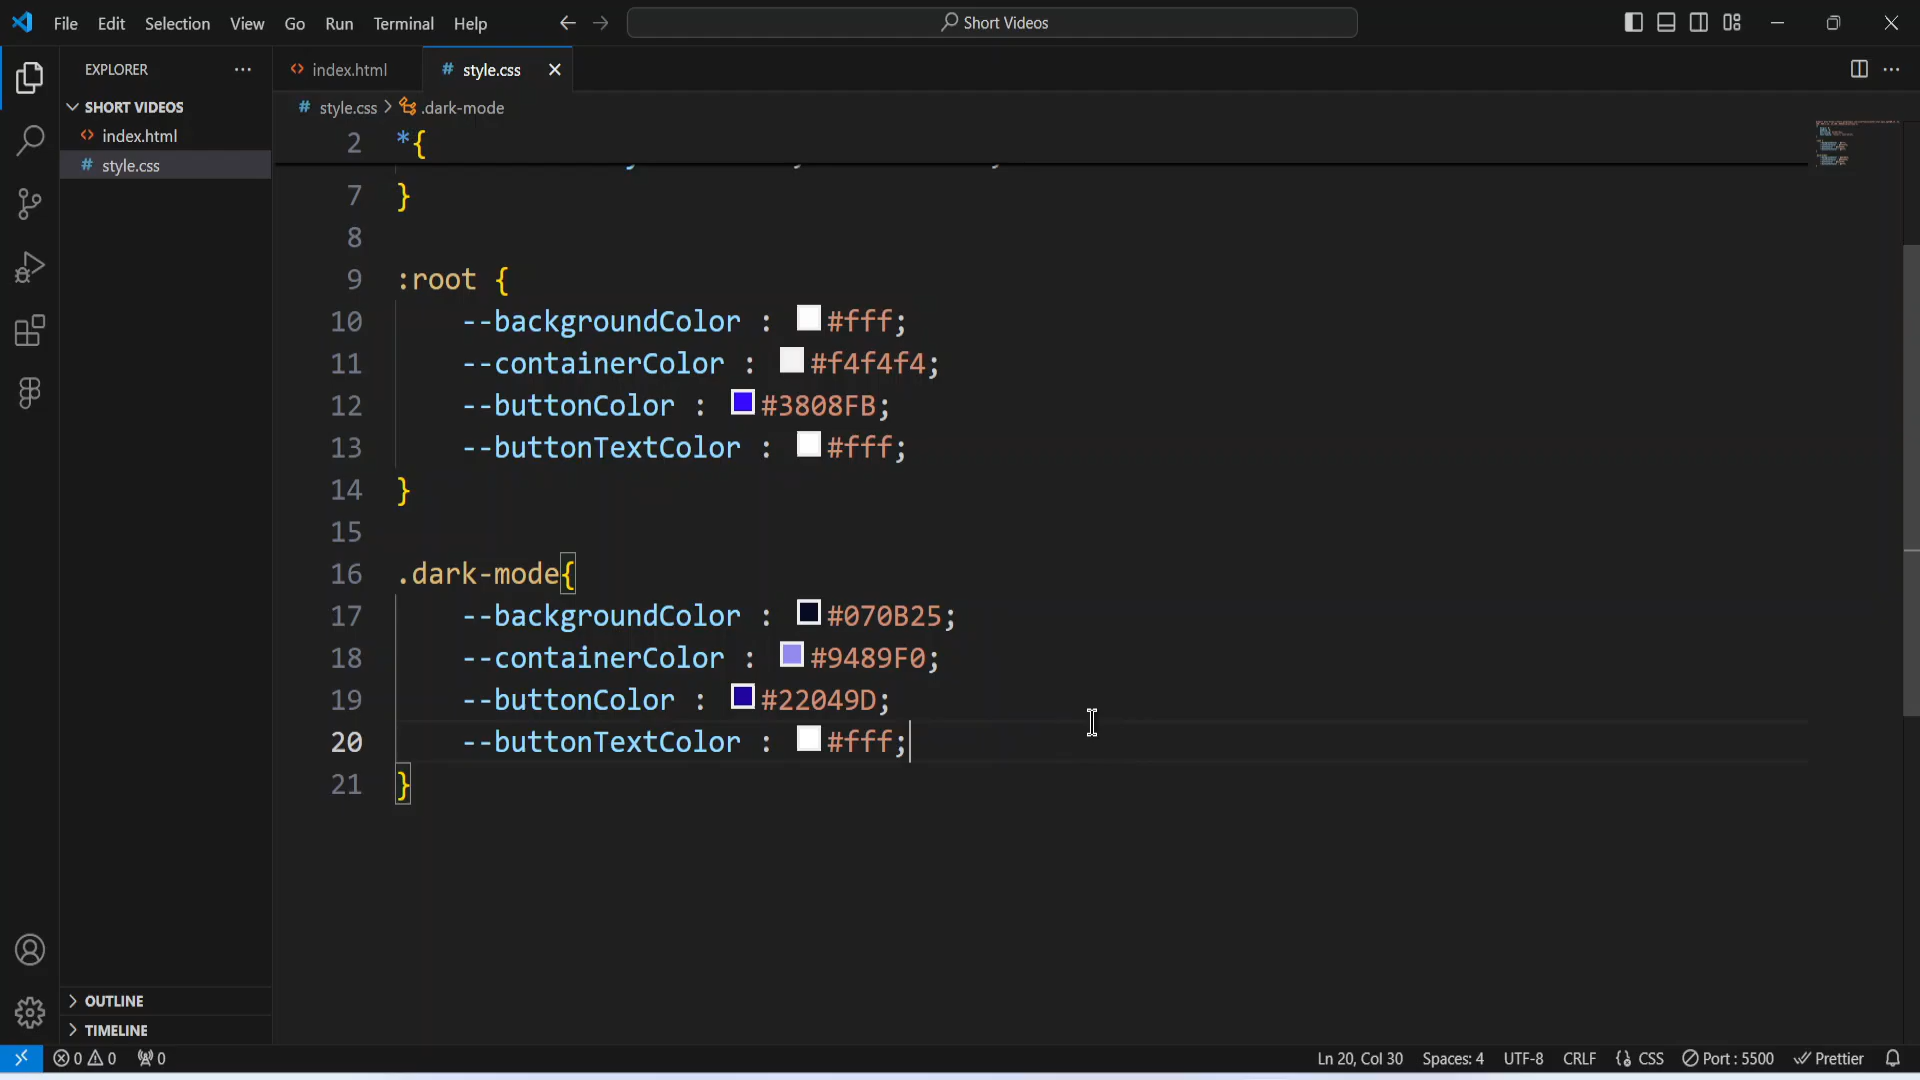 File Edit Selection View Go Run Terminal Help
Short Videos
EXPLORER
SHORT VIDEOS
index.html
style.css
OUTLINE
TIMELINE
index.html
style.css
style.css > .dark-mode
2 *{
7 }
8
9 :root {
10 --backgroundColor : #fff;
11 --containerColor : #f4f4f4;
12 --buttonColor : #3808FB;
13 --buttonTextColor : #fff;
14 }
15
16 .dark-mode{
17 --backgroundColor : #070B25;
18 --containerColor : #9489F0;
19 --buttonColor : #22049D;
20 --buttonTextColor : #fff;
21 }
0 0 0 Ln 20, Col 30 Spaces: 4 UTF-8 CRLF CSS Port : 5500 Prettier